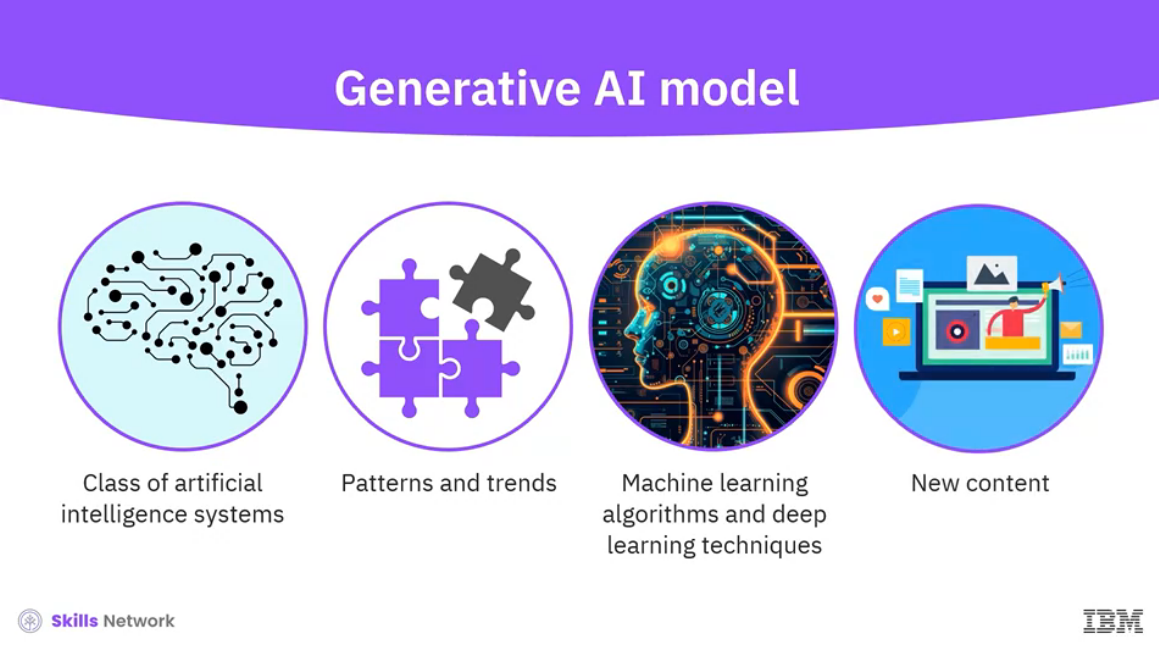 Generative AI model
Class of artificial
intelligence systems
Patterns and trends
Machine learning
algorithms and deep
learning techniques
New content
Skills Network
IBM